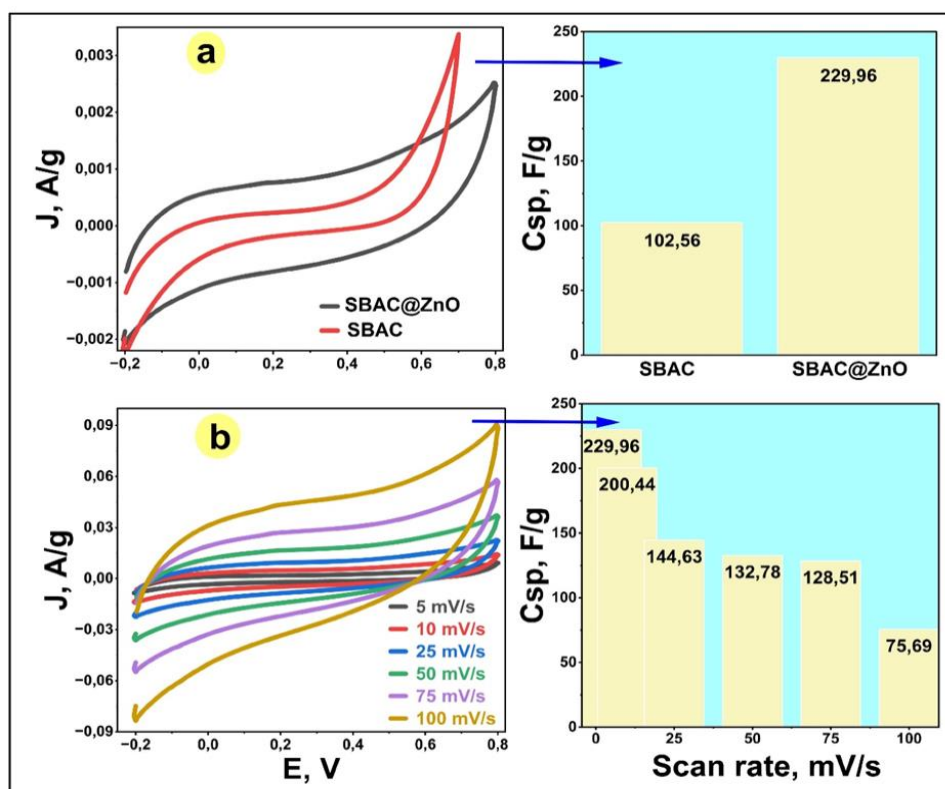 a
J, A/g
0,003
0,002
0,001
0,000
−0,001
−0,002
SBAC@ZnO
SBAC
−0,2
0,0
0,2
0,4
0,6
0,8
Csp, F/g
250
200
150
100
50
0
102,56
229,96
SBAC
SBAC@ZnO
b
J, A/g
0,09
0,06
0,03
0,00
−0,03
−0,06
−0,09
5 mV/s
10 mV/s
25 mV/s
50 mV/s
75 mV/s
100 mV/s
−0,2
0,0
0,2
0,4
0,6
0,8
E, V
Csp, F/g
250
200
150
100
50
0
229,96
200,44
144,63
132,78
128,51
75,69
0
25
50
75
100
Scan rate, mV/s